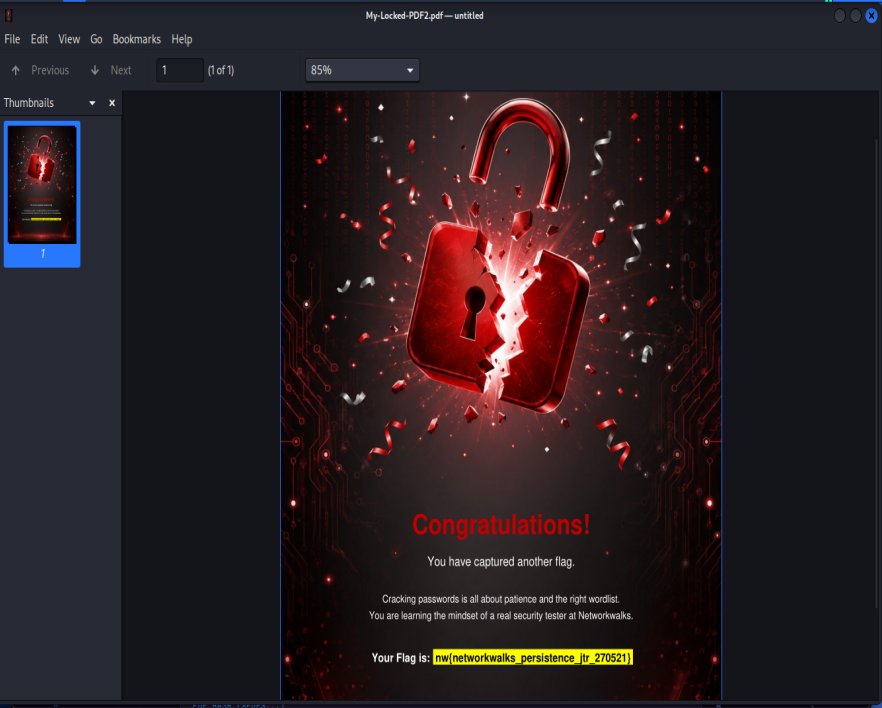 My-Locked-PDF2.pdf — untitled
File Edit View Go Bookmarks Help
Previous Next 1 (1 of 1) 85%
Thumbnails
1
Congratulations!
You have captured another flag.
Cracking passwords is all about patience and the right wordlist.
You are learning the mindset of a real security tester at Networkwalks.
Your Flag is: nw{networkwalks_persistence_jtr_270521}